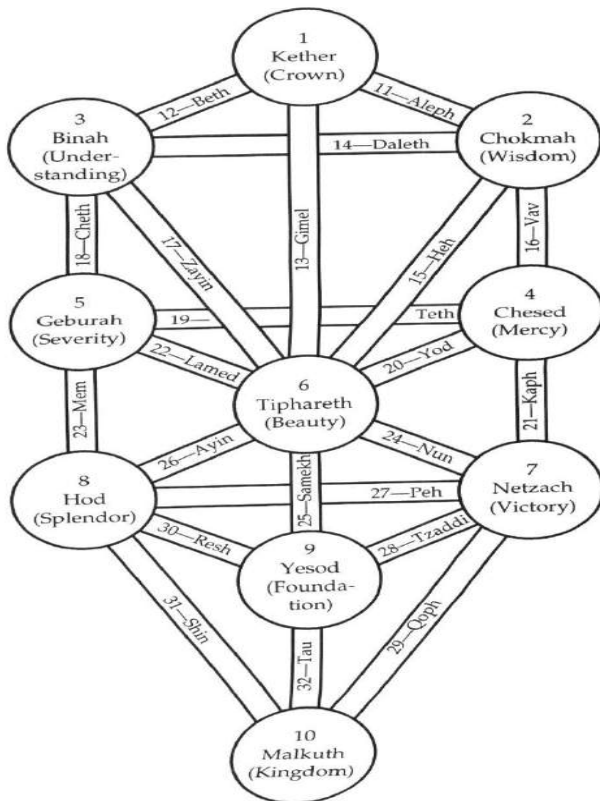 1
Kether
(Crown)
12—Beth
11—Aleph
3
Binah
(Under-
standing)
2
Chokmah
(Wisdom)
14—Daleth
13—Gimel
18—Cheth
17—Zayin
15—Heh
16—Vav
5
Geburah
(Severity)
19—
Teth
4
Chesed
(Mercy)
22—Lamed
20—Yod
6
Tiphareth
(Beauty)
23—Mem
21—Kaph
26—Ayin
24—Nun
25—Samekh
8
Hod
(Splendor)
27—Peh
7
Netzach
(Victory)
30—Resh
28—Tzaddi
9
Yesod
(Founda-
tion)
31—Shin
32—Tau
29—Qoph
10
Malkuth
(Kingdom)